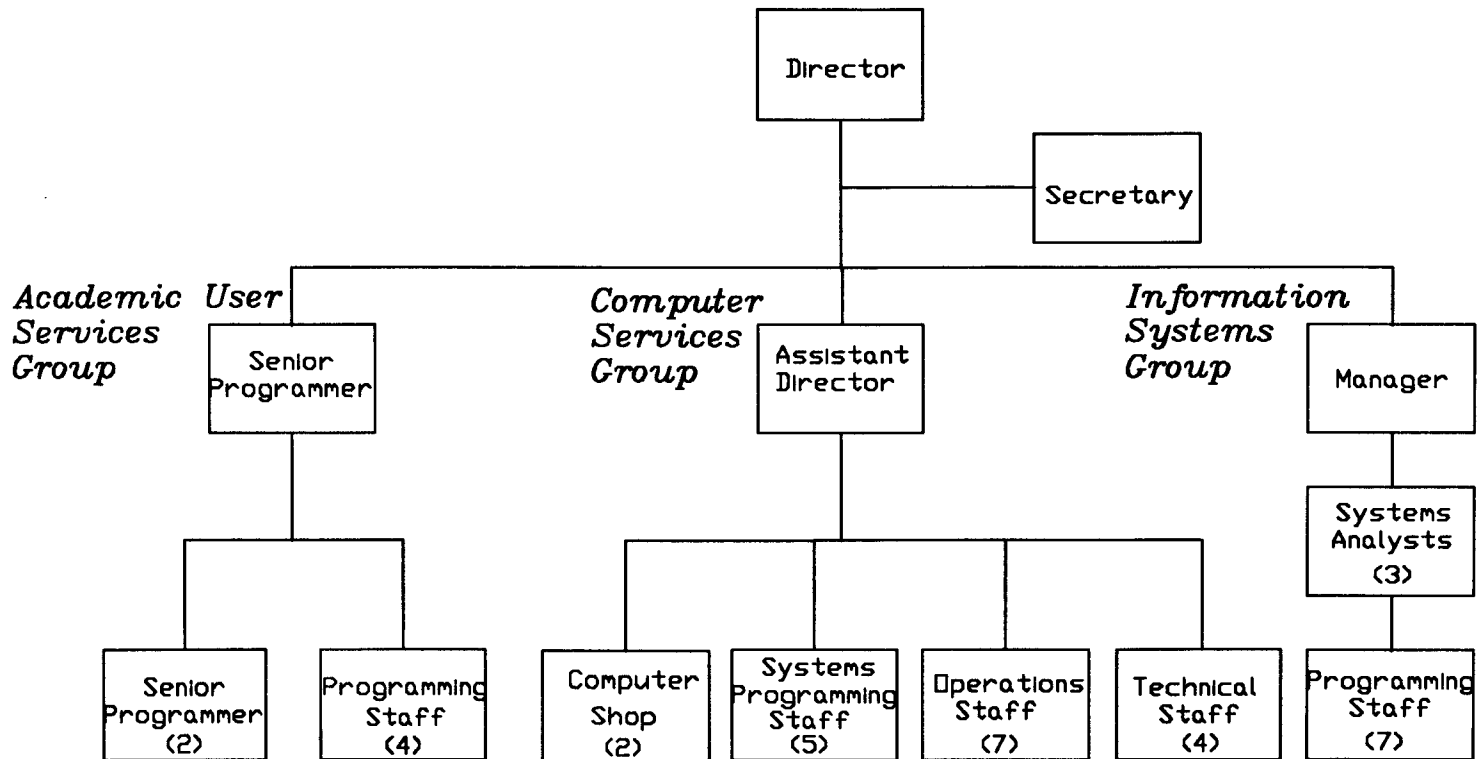 Director
Secretary
Academic User
Services
Group
Senior
Programmer
Computer
Services
Group
Assistant
Director
Information
Systems
Group
Manager
Systems
Analysts
(3)
Senior
Programmer
(2)
Programming
Staff
(4)
Computer
Shop
(2)
Systems
Programming
Staff
(5)
Operations
Staff
(7)
Technical
Staff
(4)
Programming
Staff
(7)